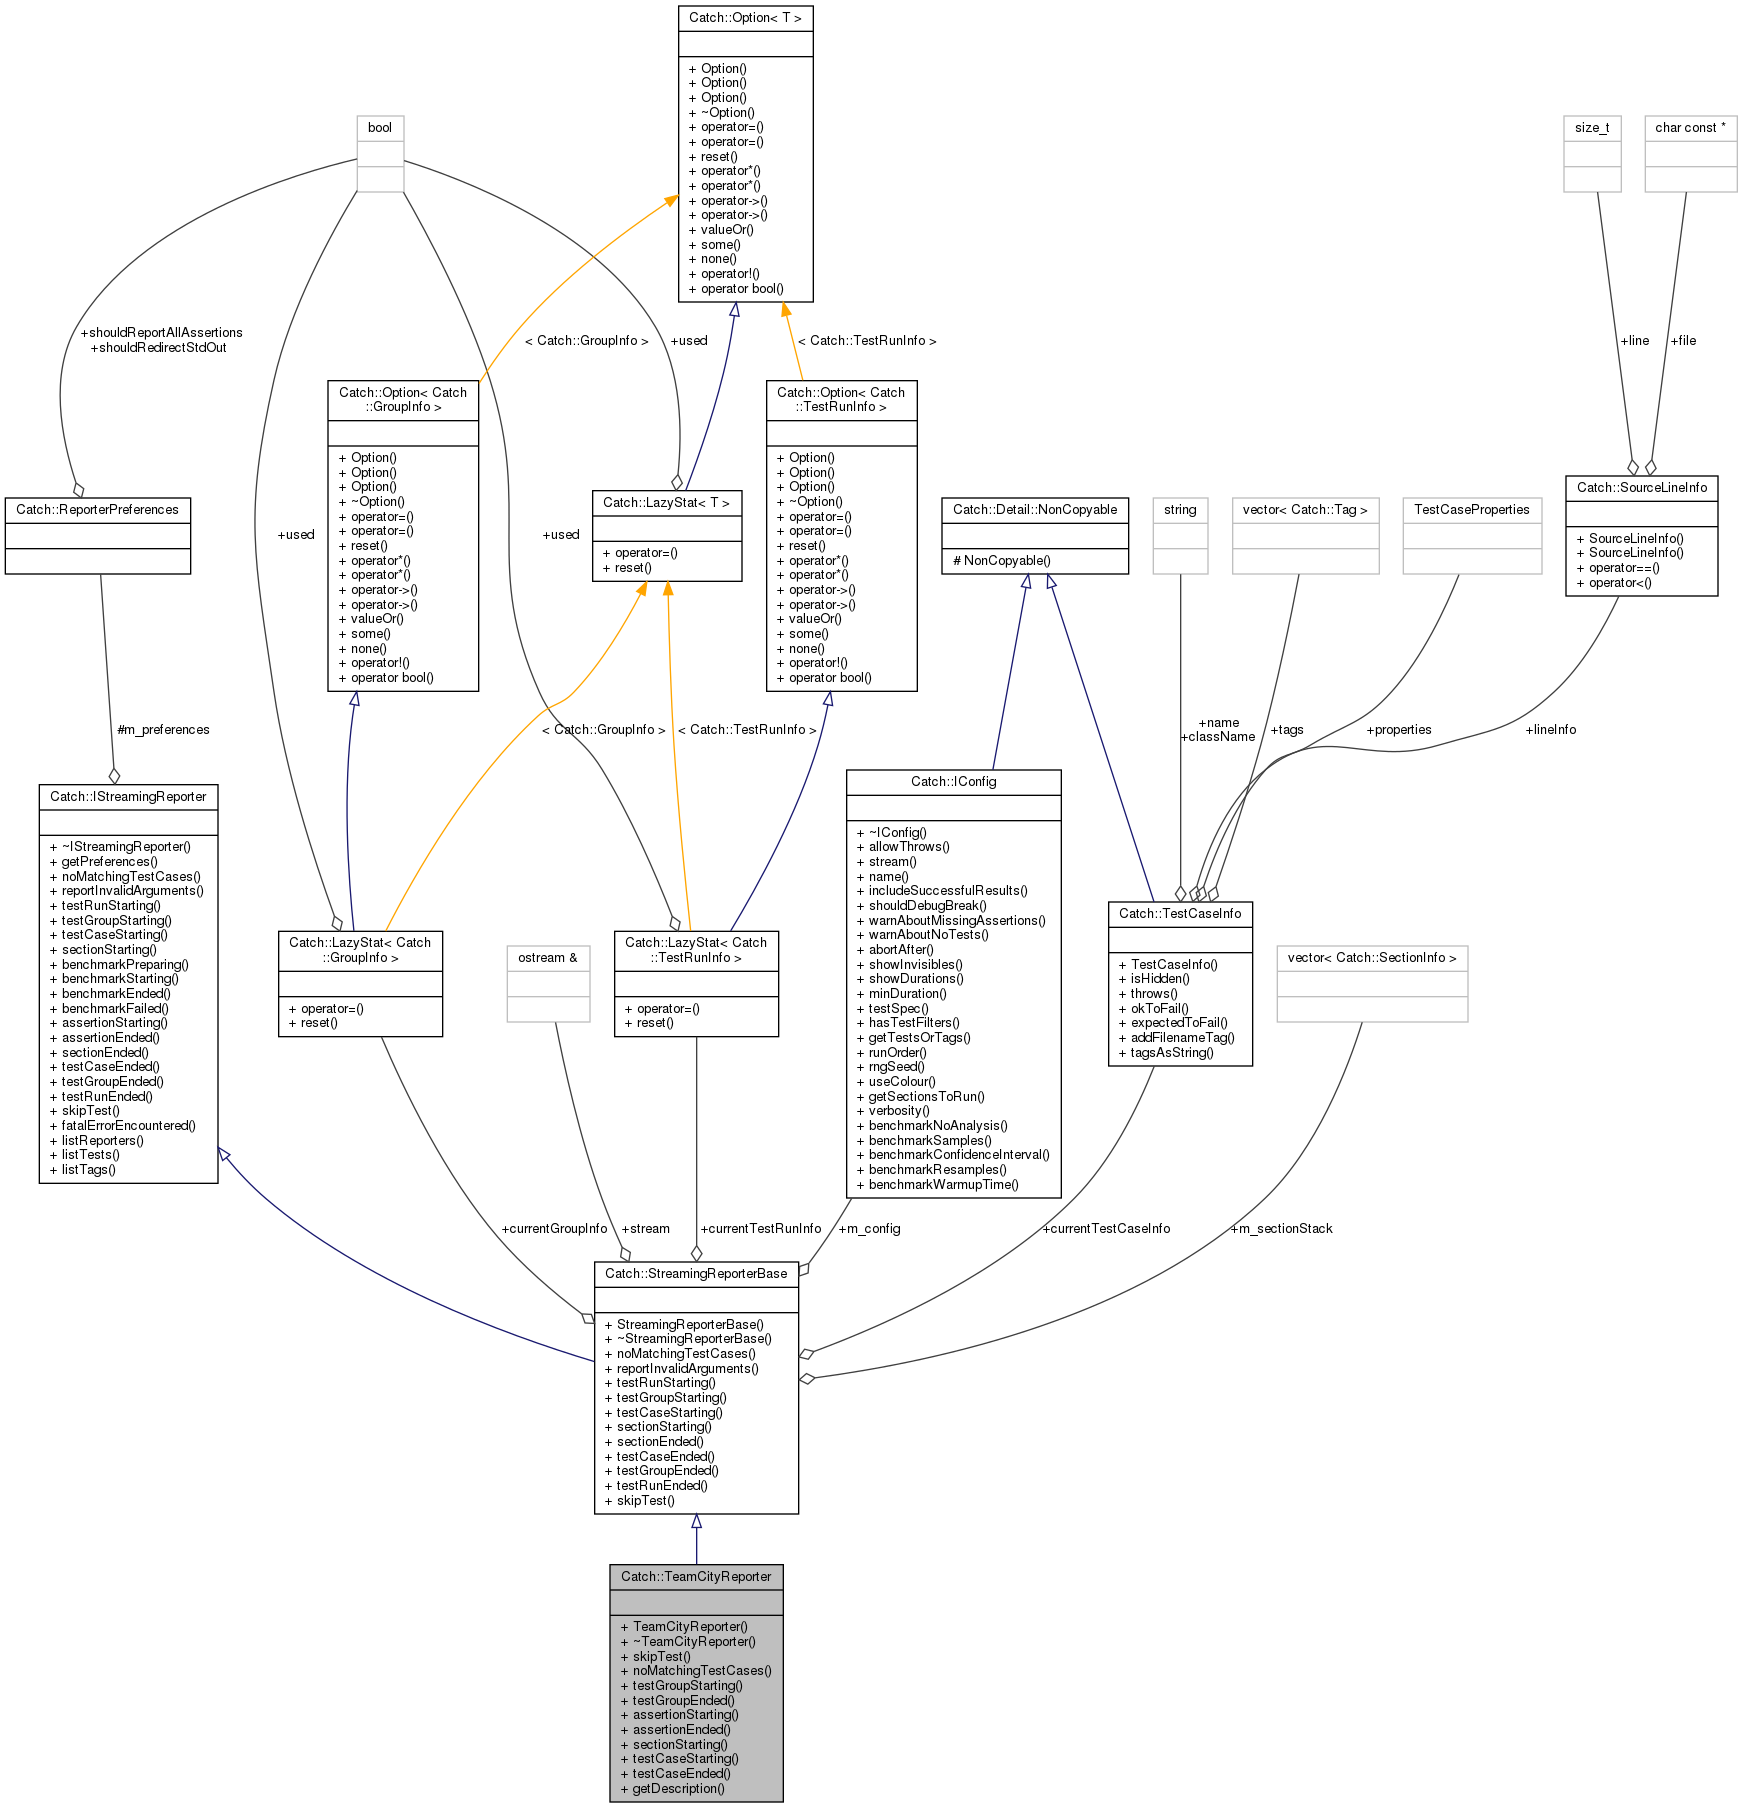 Catch::Option< T >
+ Option()
+ Option()
+ Option()
+ ~Option()
+ operator=()
+ operator=()
+ reset()
+ operator*()
+ operator*()
+ operator->()
+ operator->()
+ valueOr()
+ some()
+ none()
+ operator!()
+ operator bool()
bool
size_t
char const *
+shouldReportAllAssertions
+shouldRedirectStdOut
< Catch::GroupInfo >
+used
< Catch::TestRunInfo >
+line
+file
Catch::Option< Catch
::GroupInfo >
+ Option()
+ Option()
+ Option()
+ ~Option()
+ operator=()
+ operator=()
+ reset()
+ operator*()
+ operator*()
+ operator->()
+ operator->()
+ valueOr()
+ some()
+ none()
+ operator!()
+ operator bool()
Catch::Option< Catch
::TestRunInfo >
+ Option()
+ Option()
+ Option()
+ ~Option()
+ operator=()
+ operator=()
+ reset()
+ operator*()
+ operator*()
+ operator->()
+ operator->()
+ valueOr()
+ some()
+ none()
+ operator!()
+ operator bool()
Catch::ReporterPreferences
+used
+used
Catch::LazyStat< T >
+ operator=()
+ reset()
Catch::Detail::NonCopyable
# NonCopyable()
string
vector< Catch::Tag >
TestCaseProperties
Catch::SourceLineInfo
+ SourceLineInfo()
+ SourceLineInfo()
+ operator==()
+ operator<()
#m_preferences
< Catch::GroupInfo >
< Catch::TestRunInfo >
+name
+className
+tags
+properties
+lineInfo
Catch::IStreamingReporter
+ ~IStreamingReporter()
+ getPreferences()
+ noMatchingTestCases()
+ reportInvalidArguments()
+ testRunStarting()
+ testGroupStarting()
+ testCaseStarting()
+ sectionStarting()
+ benchmarkPreparing()
+ benchmarkStarting()
+ benchmarkEnded()
+ benchmarkFailed()
+ assertionStarting()
+ assertionEnded()
+ sectionEnded()
+ testCaseEnded()
+ testGroupEnded()
+ testRunEnded()
+ skipTest()
+ fatalErrorEncountered()
+ listReporters()
+ listTests()
+ listTags()
Catch::LazyStat< Catch
::GroupInfo >
+ operator=()
+ reset()
ostream &
Catch::LazyStat< Catch
::TestRunInfo >
+ operator=()
+ reset()
Catch::IConfig
+ ~IConfig()
+ allowThrows()
+ stream()
+ name()
+ includeSuccessfulResults()
+ shouldDebugBreak()
+ warnAboutMissingAssertions()
+ warnAboutNoTests()
+ abortAfter()
+ showInvisibles()
+ showDurations()
+ minDuration()
+ testSpec()
+ hasTestFilters()
+ getTestsOrTags()
+ runOrder()
+ rngSeed()
+ useColour()
+ getSectionsToRun()
+ verbosity()
+ benchmarkNoAnalysis()
+ benchmarkSamples()
+ benchmarkConfidenceInterval()
+ benchmarkResamples()
+ benchmarkWarmupTime()
Catch::TestCaseInfo
+ TestCaseInfo()
+ isHidden()
+ throws()
+ okToFail()
+ expectedToFail()
+ addFilenameTag()
+ tagsAsString()
vector< Catch::SectionInfo >
+currentGroupInfo
+stream
+currentTestRunInfo
+m_config
+currentTestCaseInfo
+m_sectionStack
Catch::StreamingReporterBase
+ StreamingReporterBase()
+ ~StreamingReporterBase()
+ noMatchingTestCases()
+ reportInvalidArguments()
+ testRunStarting()
+ testGroupStarting()
+ testCaseStarting()
+ sectionStarting()
+ sectionEnded()
+ testCaseEnded()
+ testGroupEnded()
+ testRunEnded()
+ skipTest()
Catch::TeamCityReporter
+ TeamCityReporter()
+ ~TeamCityReporter()
+ skipTest()
+ noMatchingTestCases()
+ testGroupStarting()
+ testGroupEnded()
+ assertionStarting()
+ assertionEnded()
+ sectionStarting()
+ testCaseStarting()
+ testCaseEnded()
+ getDescription()